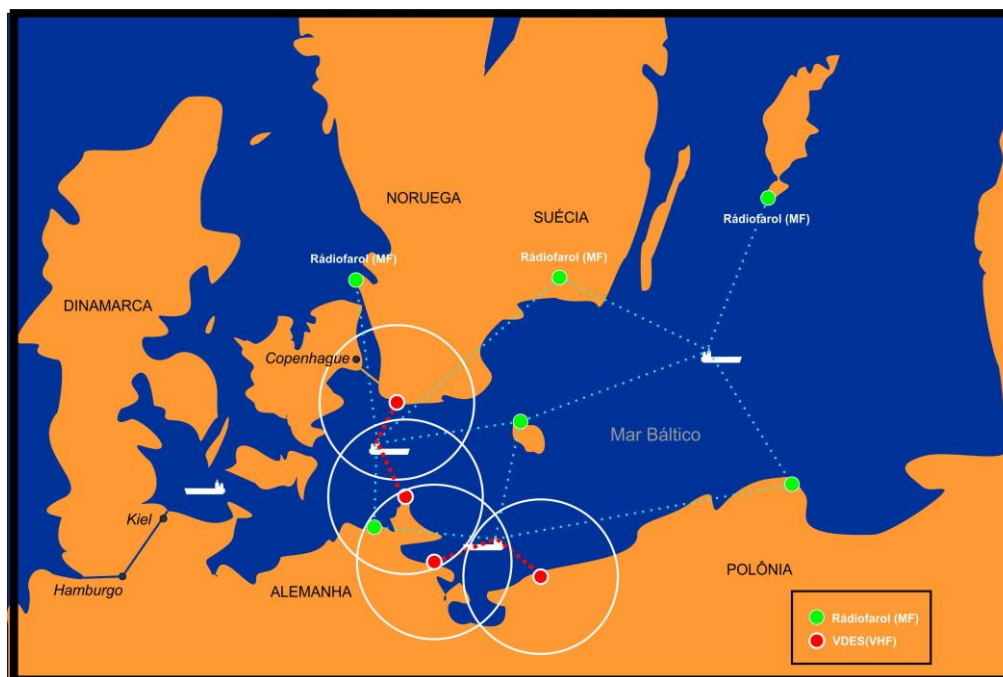 NORUEGA
SUÉCIA
Rádiofarol (MF)
Rádiofarol (MF)
Rádiofarol (MF)
DINAMARCA
Copenhague
Mar Báltico
Kiel
Hamburgo
ALEMANHA
POLÔNIA
Rádiofarol (MF)
VDES(VHF)